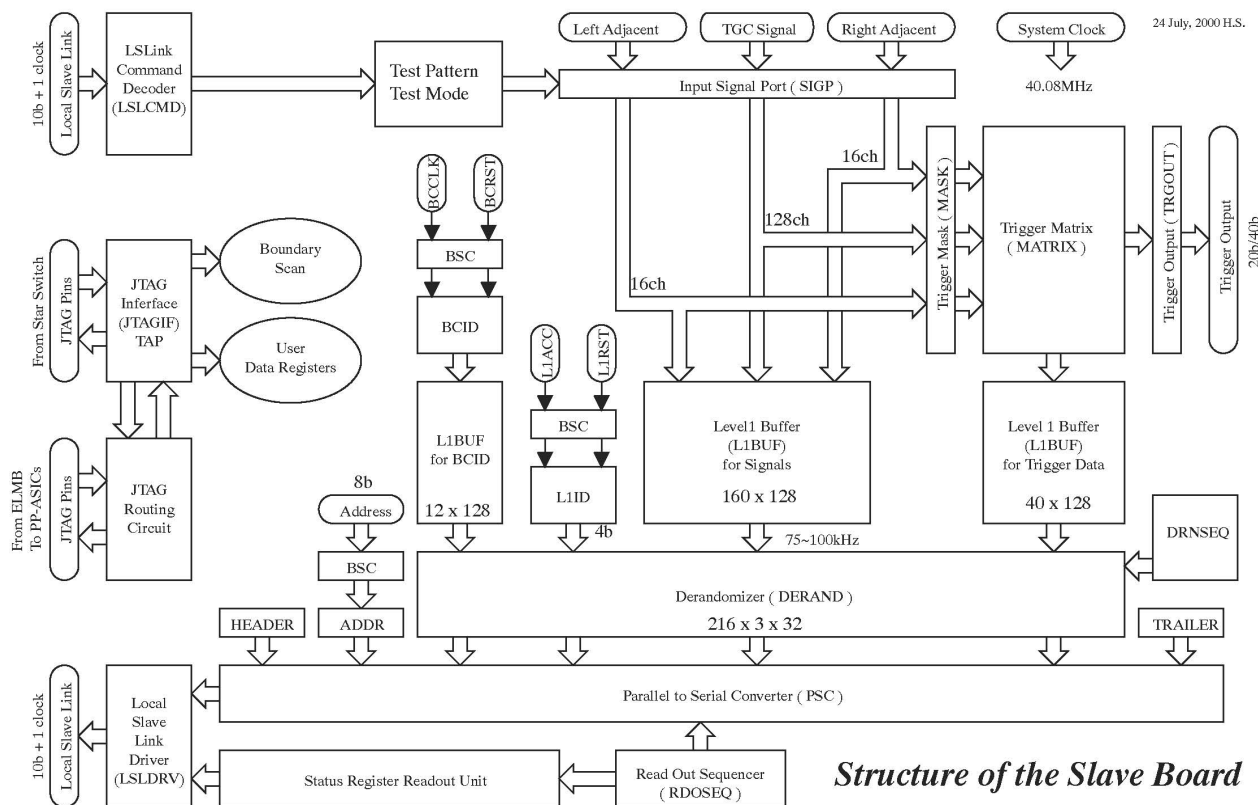 24 July, 2000 H.S.
10b + 1 clock
Local Slave Link
LSLink
Command
Decoder
(LSLCMD)
Test Pattern
Test Mode
Left Adjacent
TGC Signal
Right Adjacent
System Clock
Input Signal Port ( SIGP )
40.08MHz
BCCLK
BCRST
16ch
128ch
16ch
Trigger Mask ( MASK )
Trigger Matrix
( MATRIX )
Trigger Output ( TRGOUT )
Trigger Output
20b/40b
From Star Switch
JTAG Pins
JTAG
Inferface
(JTAGIF)
TAP
Boundary
Scan
User
Data Registers
BSC
BCID
L1ACC
L1RST
L1BUF
for BCID
12 x 128
BSC
L1ID
4b
Level1 Buffer
(L1BUF)
for Signals
160 x 128
Level 1 Buffer
(L1BUF)
for Trigger Data
40 x 128
From ELMB
To PP-ASICs
JTAG Pins
JTAG
Routing
Circuit
8b
Address
BSC
75~100kHz
DRNSEQ
Derandomizer ( DERAND )
216 x 3 x 32
HEADER
ADDR
TRAILER
10b + 1 clock
Local Slave Link
Local
Slave
Link
Driver
(LSLDRV)
Parallel to Serial Converter ( PSC )
Status Register Readout Unit
Read Out Sequencer
( RDOSEQ )
Structure of the Slave Board